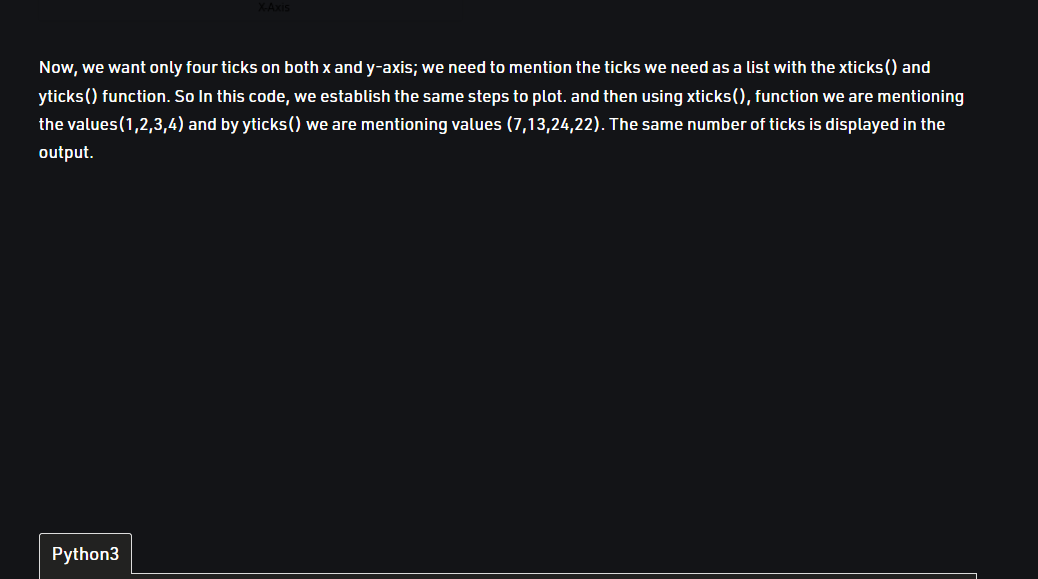 X-Axis
Now, we want only four ticks on both x and y-axis; we need to mention the ticks we need as a list with the xticks() and
yticks() function. So In this code, we establish the same steps to plot. and then using xticks(), function we are mentioning
the values(1,2,3,4) and by yticks() we are mentioning values (7,13,24,22). The same number of ticks is displayed in the
output.
Python3